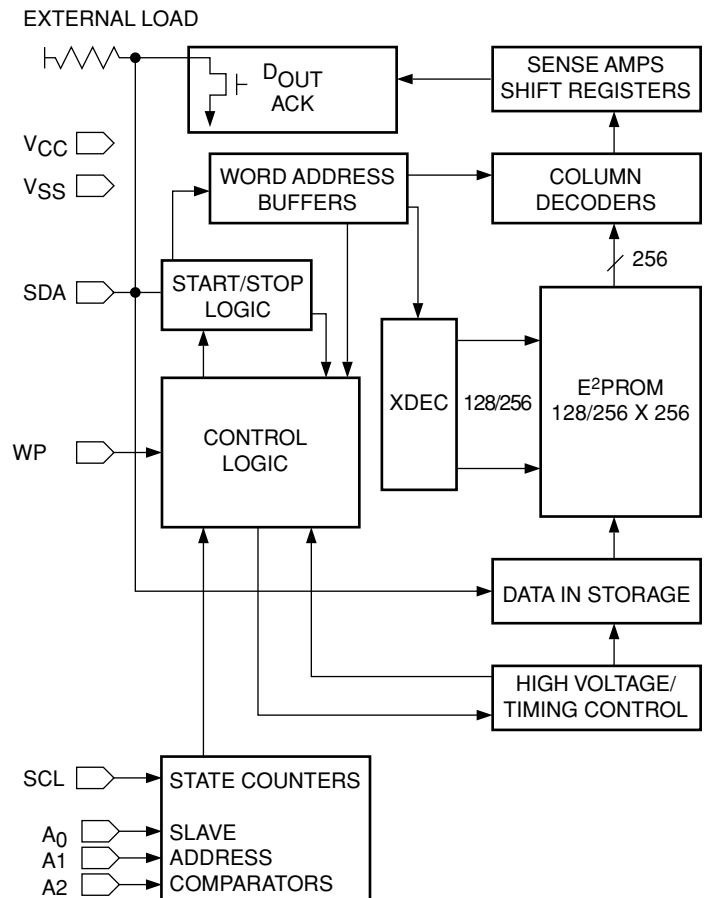 EXTERNAL LOAD
DOUT
ACK
SENSE AMPS
SHIFT REGISTERS
VCC
VSS
WORD ADDRESS
BUFFERS
COLUMN
DECODERS
256
SDA
START/STOP
LOGIC
XDEC
128/256
E²PROM
128/256 X 256
WP
CONTROL
LOGIC
DATA IN STORAGE
HIGH VOLTAGE/
TIMING CONTROL
SCL
STATE COUNTERS
A0
SLAVE
A1
ADDRESS
A2
COMPARATORS